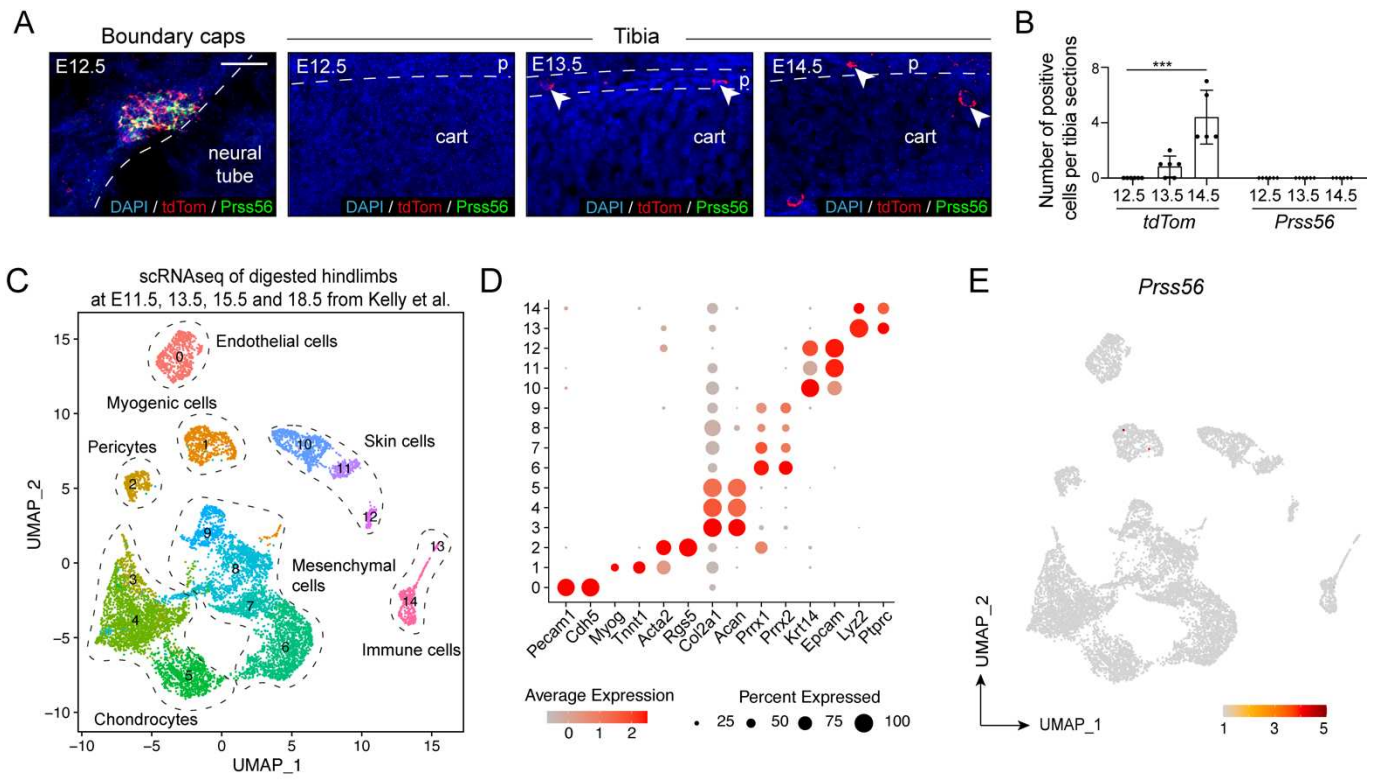 A
Boundary caps
Tibia
E12.5
neural
tube
DAPI / tdTom / Prss56
E12.5
p
cart
DAPI / tdTom / Prss56
E13.5
p
cart
DAPI / tdTom / Prss56
E14.5
p
cart
DAPI / tdTom / Prss56
B
Number of positive
cells per tibia sections
***
8
4
0
12.5 13.5 14.5 12.5 13.5 14.5
tdTom Prss56
C
scRNAseq of digested hindlimbs
at E11.5, 13.5, 15.5 and 18.5 from Kelly et al.
UMAP_2
15
10
5
0
−5
−10
0
Endothelial cells
Myogenic cells
1
Pericytes
2
10
11
12
Skin cells
9
8
7
6
Mesenchymal
cells
3
4
5
13
14
Immune cells
Chondrocytes
−10 −5 0 5 10 15
UMAP_1
D
14
13
12
11
10
9
8
7
6
5
4
3
2
1
0
Pecam1 Cdh5 Myog Tnnt1 Acta2 Rgs5 Col2a1 Acan Prrx1 Prrx2 Krt14 Epcam Lyz2 Ptprc
Average Expression
0 1 2
Percent Expressed
25 50 75 100
E
Prss56
UMAP_2
UMAP_1
1 3 5